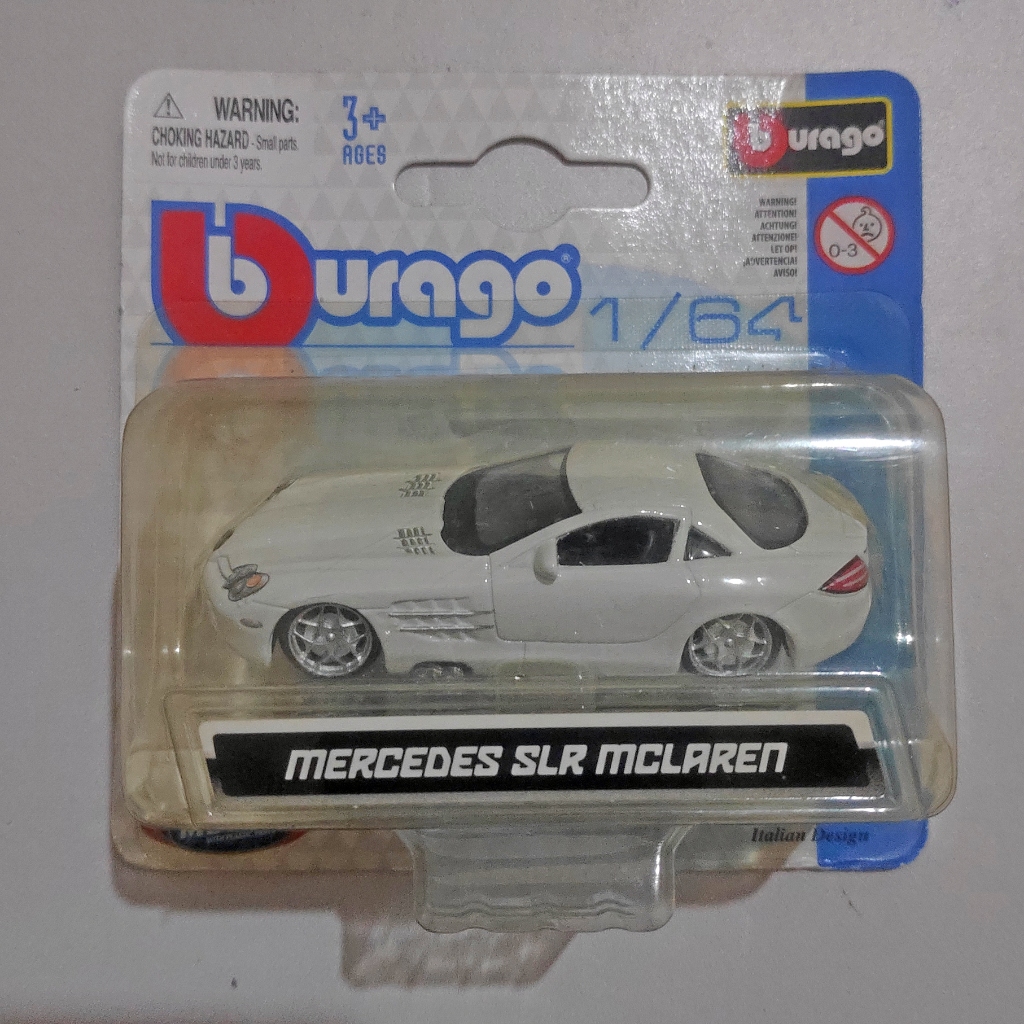 WARNING:
CHOKING HAZARD - Small parts.
Not for children under 3 years.
3+
AGES
burago
burago®
1/64
WARNING!
ATTENTION!
ACHTUNG!
ATTENZIONE!
LET OP!
¡ADVERTENCIA!
AVISO!
0-3
MERCEDES SLR MCLAREN
Italian Design